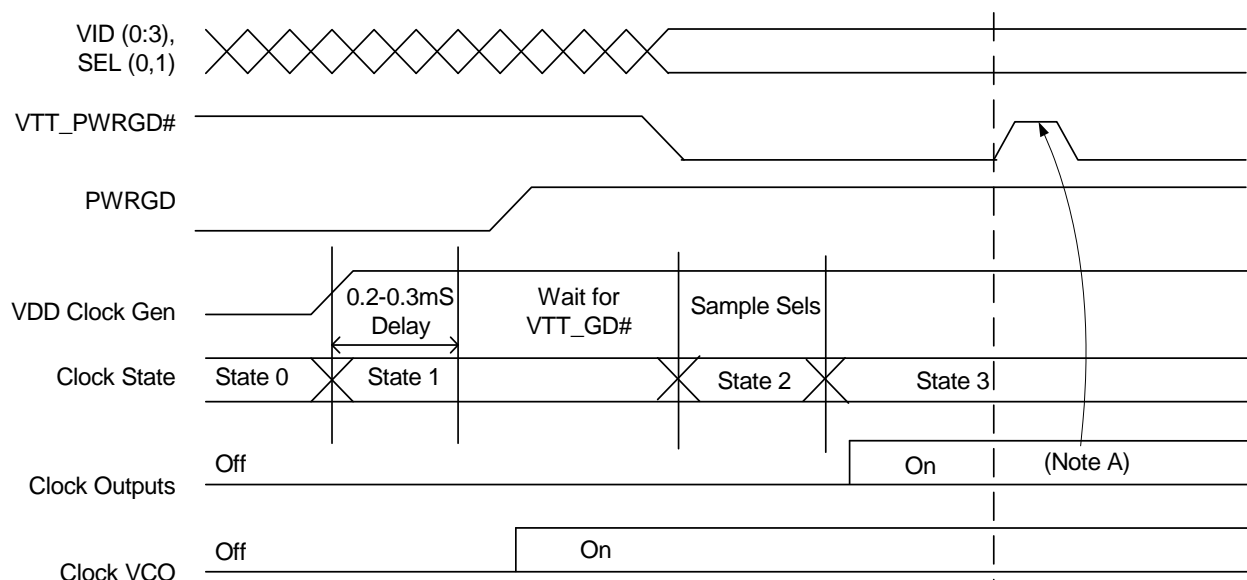 VID (0:3),
SEL (0,1)
VTT_PWRGD#
PWRGD
VDD Clock Gen
0.2-0.3mS
Delay
Wait for
VTT_GD#
Sample Sels
Clock State
State 0
State 1
State 2
State 3
Clock Outputs
Off
On
(Note A)
Clock VCO
Off
On